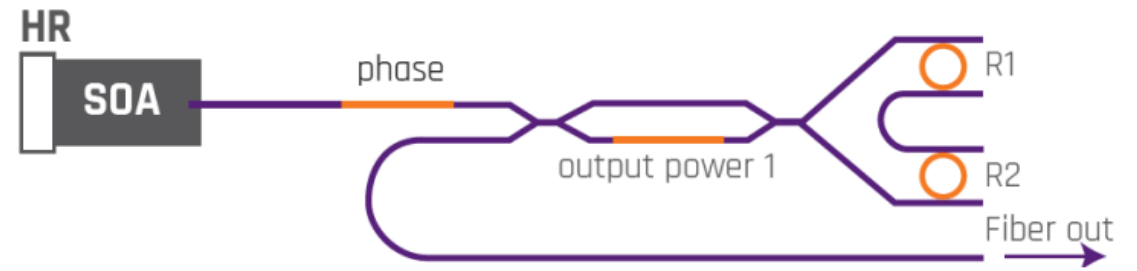 HR
SOA
phase
output power 1
R1
R2
Fiber out